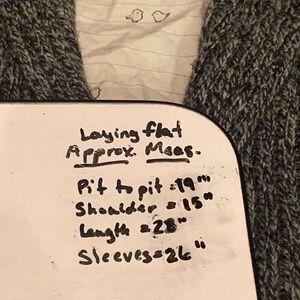 Laying flat
Approx. Meas.
Pit to pit = 19"
Shoulder = 15"
Length = 28"
Sleeves = 26"